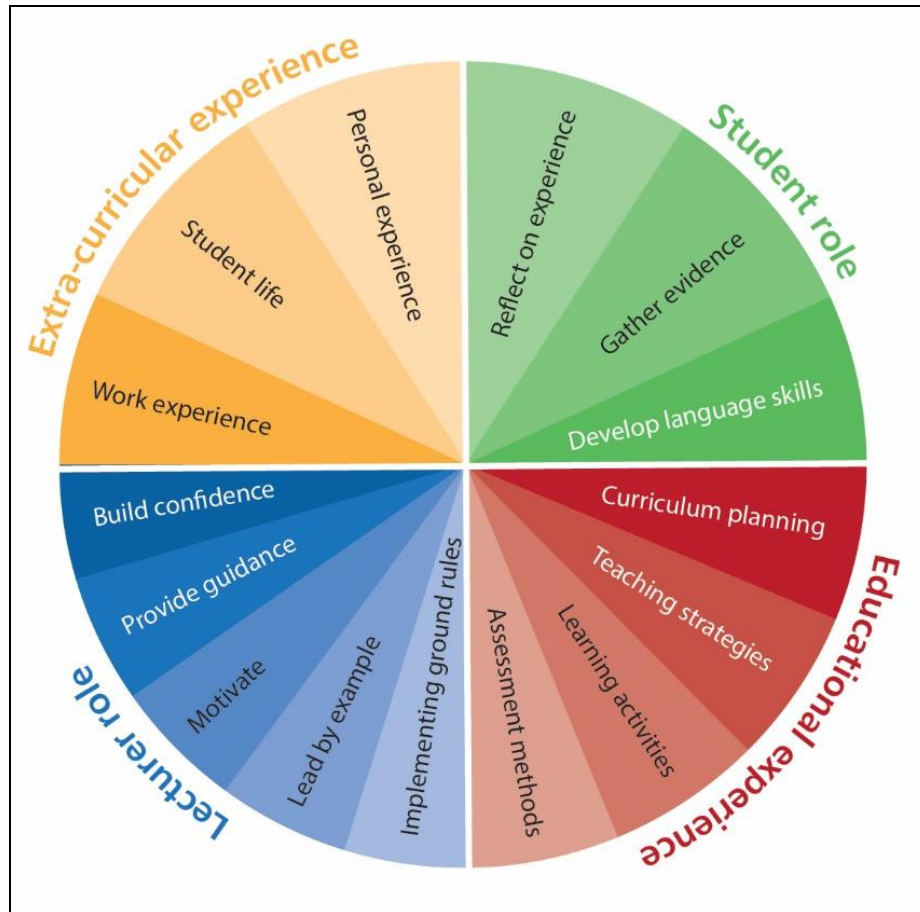 Extra-curricular experience
Personal experience
Student life
Work experience
Student role
Reflect on experience
Gather evidence
Develop language skills
Educational experience
Curriculum planning
Teaching strategies
Learning activities
Assessment methods
Lecturer role
Build confidence
Provide guidance
Motivate
Lead by example
Implementing ground rules